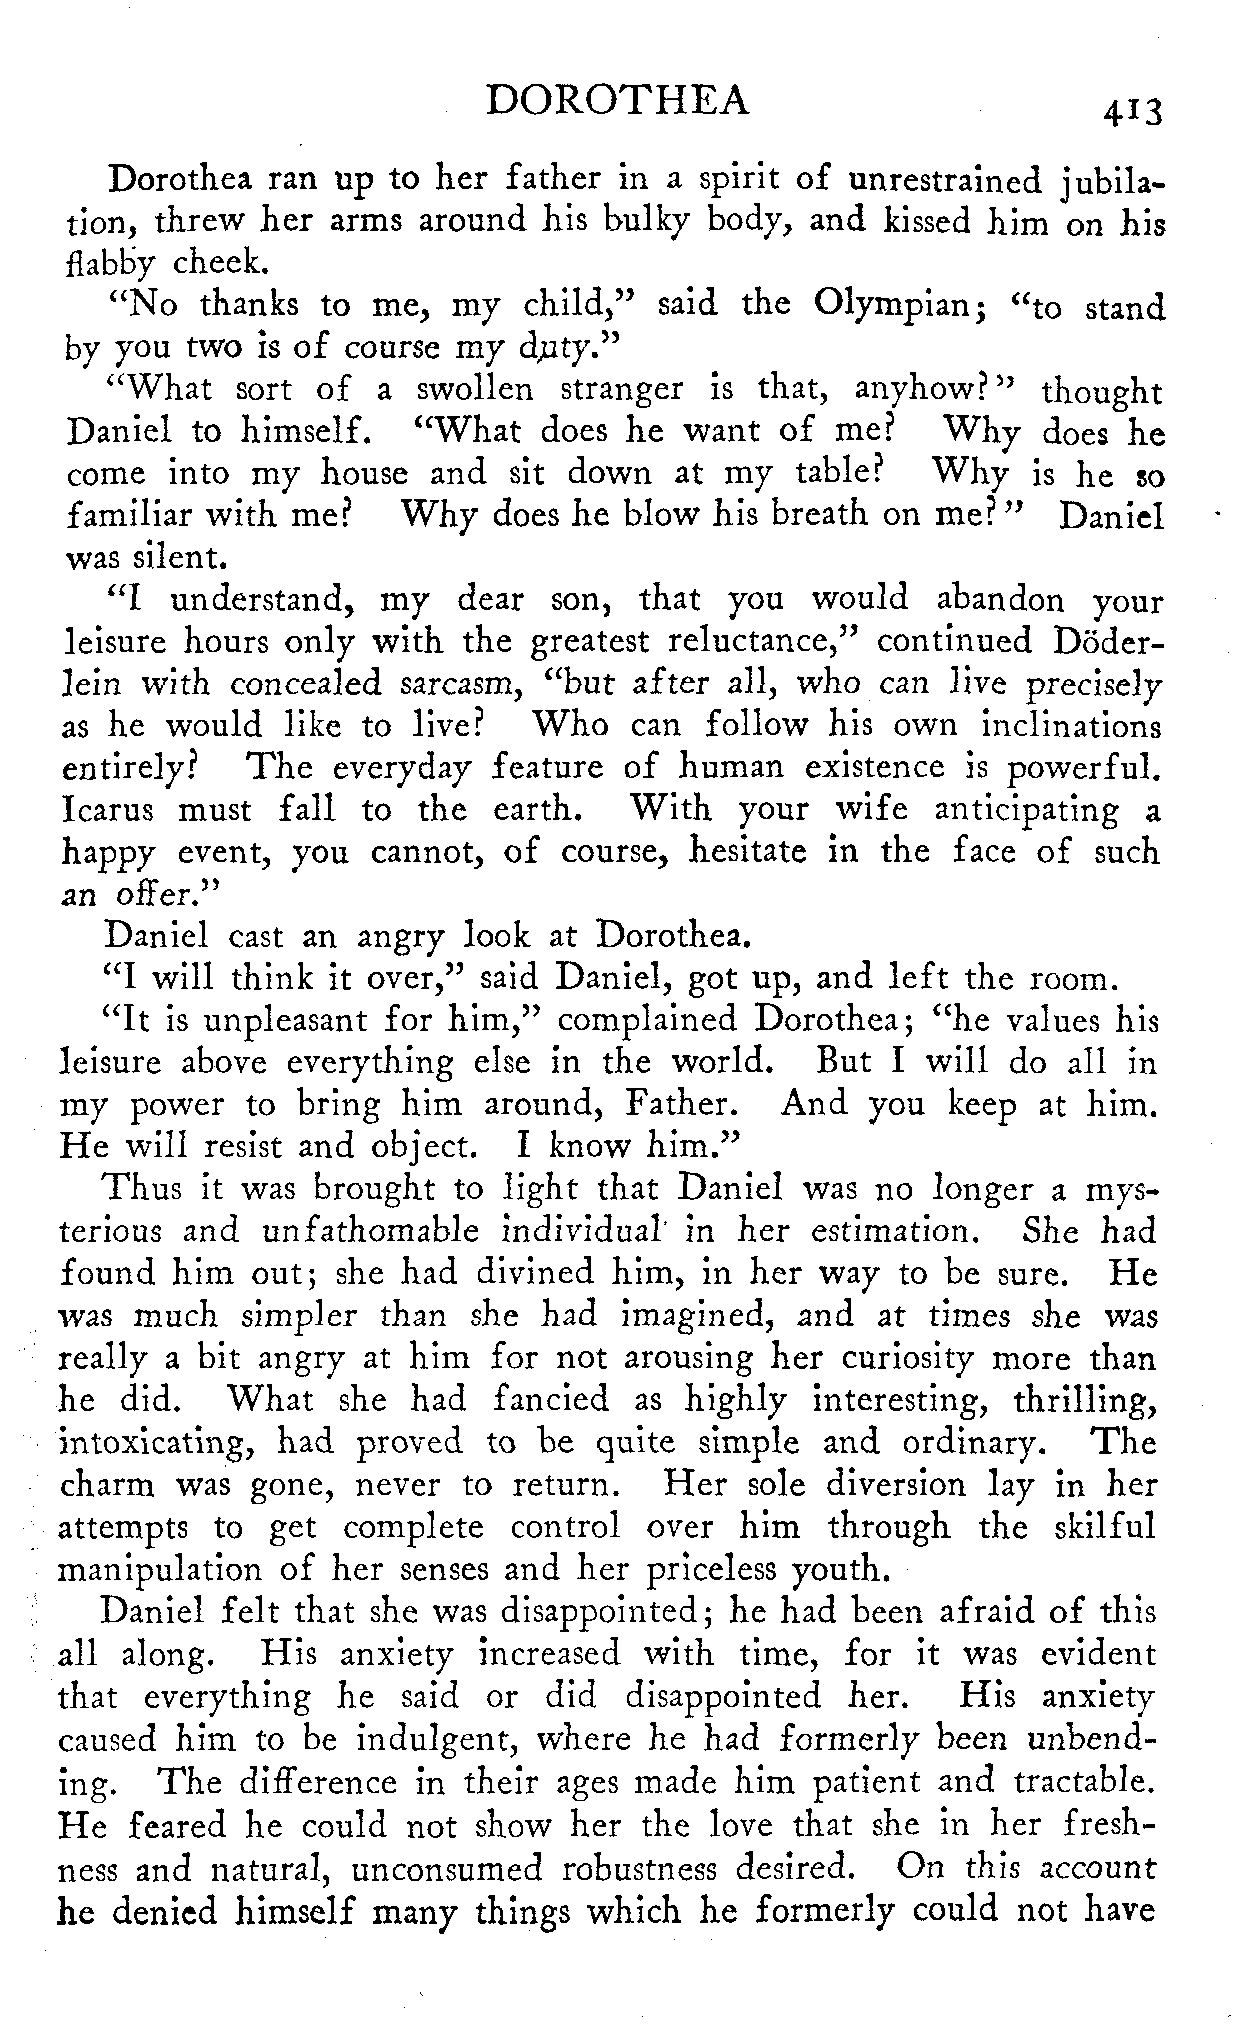 DOROTHEA 413
Dorothea ran up to her father in a spirit of unrestrained jubila-
tion, threw her arms around his bulky body, and kissed him on his
flabby cheek.
"No thanks to me, my child," said the Olympian; "to stand
by you two is of course my duty."
"What sort of a swollen stranger is that, anyhow?" thought
Daniel to himself. "What does he want of me? Why does he
come into my house and sit down at my table? Why is he so
familiar with me? Why does he blow his breath on me?" Daniel
was silent.
"I understand, my dear son, that you would abandon your
leisure hours only with the greatest reluctance," continued Döder-
lein with concealed sarcasm, "but after all, who can live precisely
as he would like to live? Who can follow his own inclinations
entirely? The everyday feature of human existence is powerful.
Icarus must fall to the earth. With your wife anticipating a
happy event, you cannot, of course, hesitate in the face of such
an offer."
Daniel cast an angry look at Dorothea.
"I will think it over," said Daniel, got up, and left the room.
"It is unpleasant for him," complained Dorothea; "he values his
leisure above everything else in the world. But I will do all in
my power to bring him around, Father. And you keep at him.
He will resist and object. I know him."
Thus it was brought to light that Daniel was no longer a mys-
terious and unfathomable individual in her estimation. She had
found him out; she had divined him, in her way to be sure. He
was much simpler than she had imagined, and at times she was
really a bit angry at him for not arousing her curiosity more than
he did. What she had fancied as highly interesting, thrilling,
intoxicating, had proved to be quite simple and ordinary. The
charm was gone, never to return. Her sole diversion lay in her
attempts to get complete control over him through the skilful
manipulation of her senses and her priceless youth.
Daniel felt that she was disappointed; he had been afraid of this
all along. His anxiety increased with time, for it was evident
that everything he said or did disappointed her. His anxiety
caused him to be indulgent, where he had formerly been unbend-
ing. The difference in their ages made him patient and tractable.
He feared he could not show her the love that she in her fresh-
ness and natural, unconsumed robustness desired. On this account
he denied himself many things which he formerly could not have